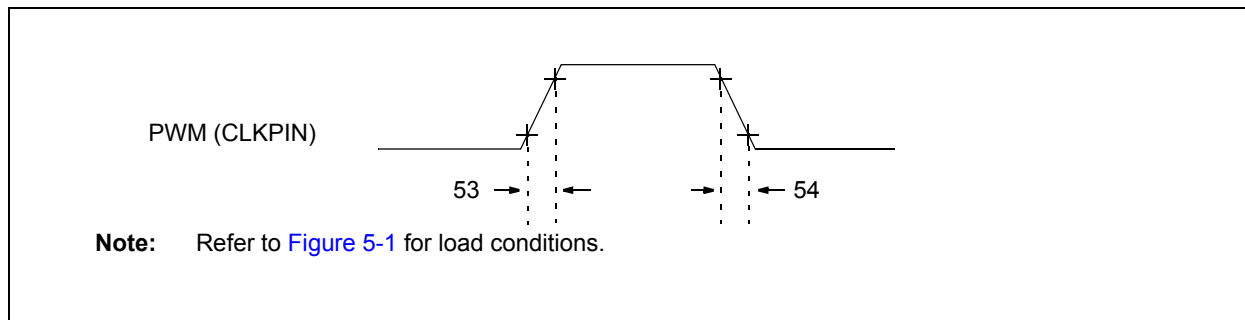 PWM (CLKPIN)
53
54
Note: Refer to Figure 5-1 for load conditions.